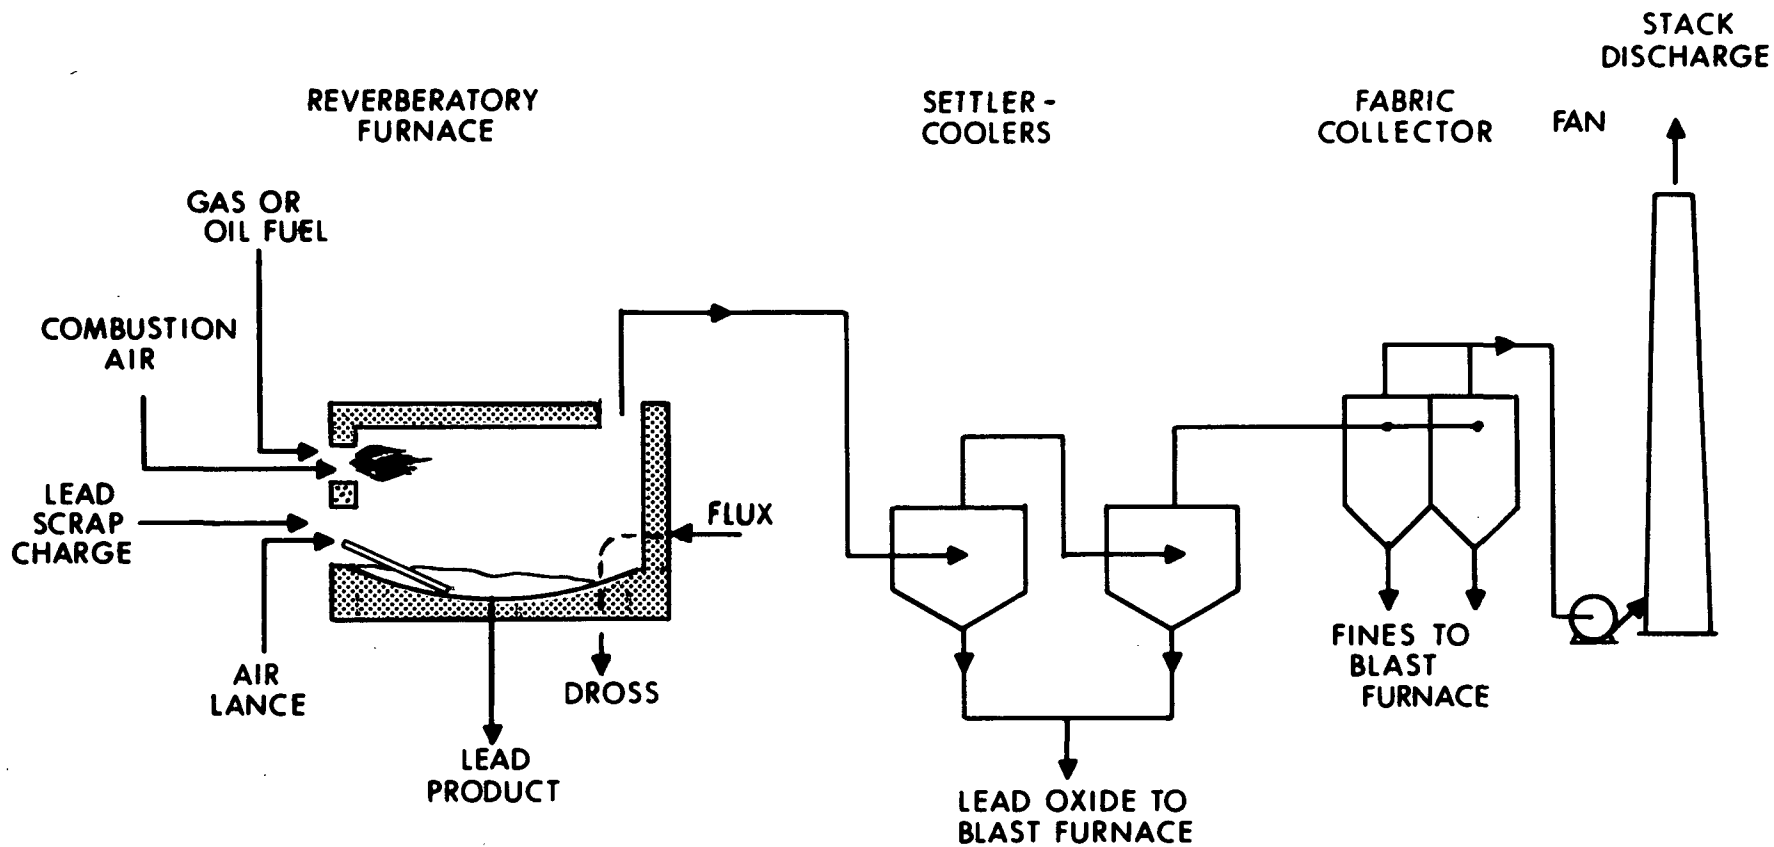 STACK
DISCHARGE
REVERBERATORY
FURNACE
SETTLER -
COOLERS
FABRIC
COLLECTOR
FAN
GAS OR
OIL FUEL
COMBUSTION
AIR
LEAD
SCRAP
CHARGE
FLUX
AIR
LANCE
DROSS
LEAD
PRODUCT
FINES TO
BLAST
FURNACE
LEAD OXIDE TO
BLAST FURNACE